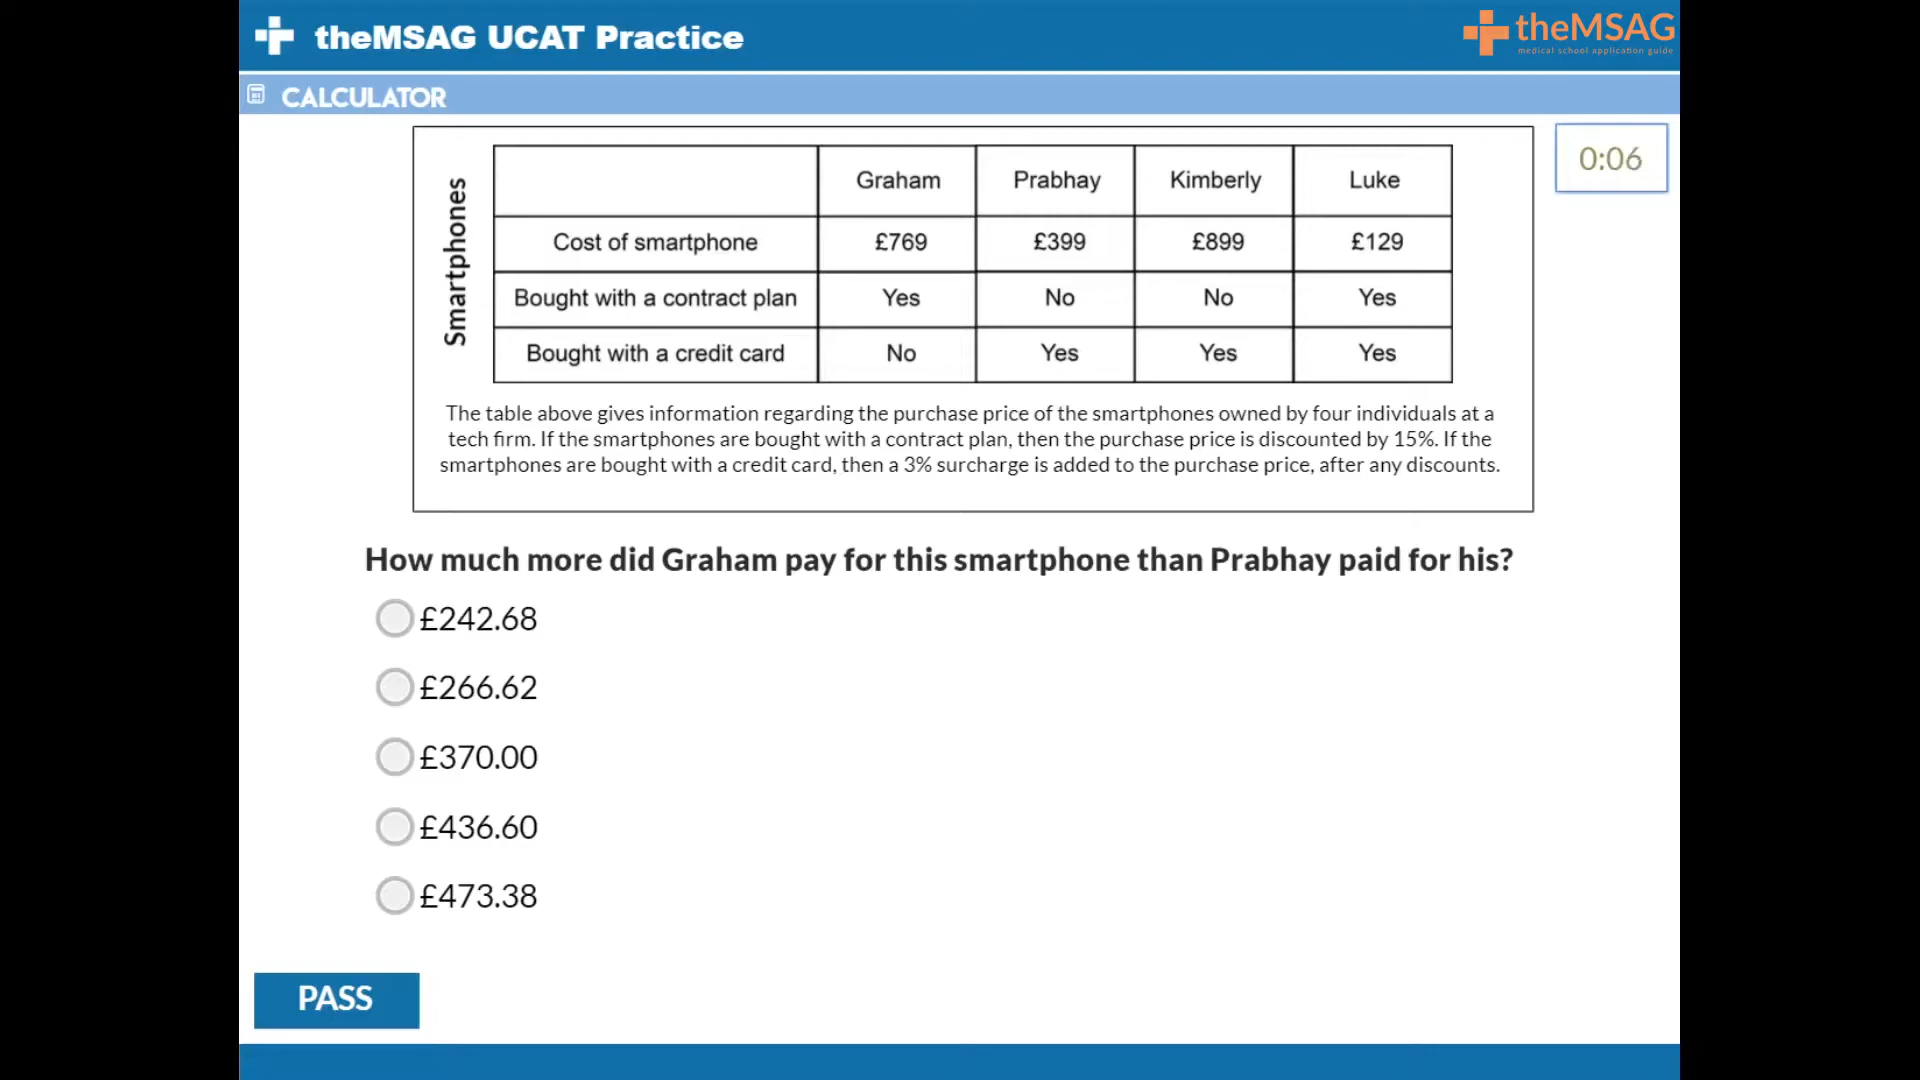 theMSAG UCAT Practice
theMSAG
medical school application guide
CALCULATOR
0:06
Smartphones
Graham Prabhay Kimberly Luke
Cost of smartphone £769 £399 £899 £129
Bought with a contract plan Yes No No Yes
Bought with a credit card No Yes Yes Yes
The table above gives information regarding the purchase price of the smartphones owned by four individuals at a
tech firm. If the smartphones are bought with a contract plan, then the purchase price is discounted by 15%. If the
smartphones are bought with a credit card, then a 3% surcharge is added to the purchase price, after any discounts.
How much more did Graham pay for this smartphone than Prabhay paid for his?
£242.68
£266.62
£370.00
£436.60
£473.38
PASS